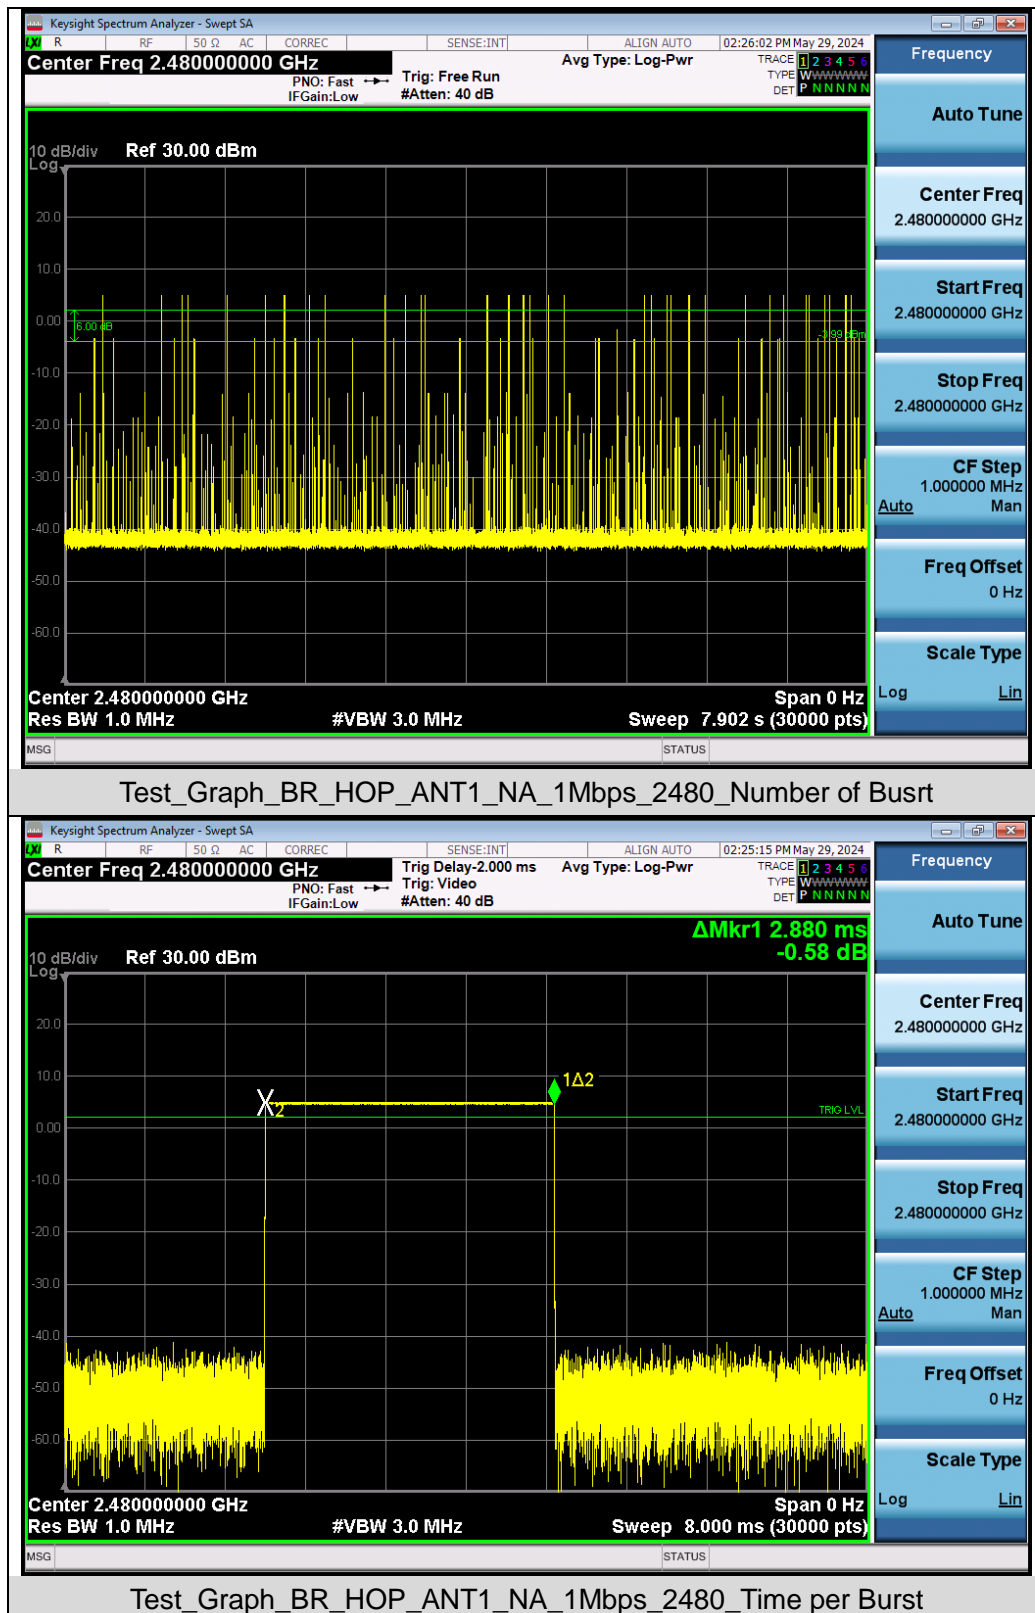 Keysight Spectrum Analyzer - Swept SA
LXI R RF 50 Ω AC CORREC SENSE:INT ALIGN AUTO 02:26:02 PM May 29, 2024
Center Freq 2.480000000 GHz
PNO: Fast
IFGain:Low
Trig: Free Run
#Atten: 40 dB
Avg Type: Log-Pwr
TRACE 1 2 3 4 5 6
TYPE WWWWWW
DET P N N N N N
10 dB/div
Log
Ref 30.00 dBm
20.0
10.0
0.00
6.00 dB
-3.99 dBm
-10.0
-20.0
-30.0
-40.0
-50.0
-60.0
Center 2.480000000 GHz
Span 0 Hz
Res BW 1.0 MHz
#VBW 3.0 MHz
Sweep 7.902 s (30000 pts)
MSG
STATUS
Frequency
Auto Tune
Center Freq
2.480000000 GHz
Start Freq
2.480000000 GHz
Stop Freq
2.480000000 GHz
CF Step
1.000000 MHz
Auto Man
Freq Offset
0 Hz
Scale Type
Log Lin
Test_Graph_BR_HOP_ANT1_NA_1Mbps_2480_Number of Busrt
Keysight Spectrum Analyzer - Swept SA
LXI R RF 50 Ω AC CORREC SENSE:INT ALIGN AUTO 02:25:15 PM May 29, 2024
Center Freq 2.480000000 GHz
PNO: Fast
IFGain:Low
Trig Delay-2.000 ms
Trig: Video
#Atten: 40 dB
Avg Type: Log-Pwr
TRACE 1 2 3 4 5 6
TYPE WWWWWW
DET P N N N N N
ΔMkr1 2.880 ms
-0.58 dB
10 dB/div
Log
Ref 30.00 dBm
20.0
10.0
1Δ2
X2
TRIG LVL
0.00
-10.0
-20.0
-30.0
-40.0
-50.0
-60.0
Center 2.480000000 GHz
Span 0 Hz
Res BW 1.0 MHz
#VBW 3.0 MHz
Sweep 8.000 ms (30000 pts)
MSG
STATUS
Frequency
Auto Tune
Center Freq
2.480000000 GHz
Start Freq
2.480000000 GHz
Stop Freq
2.480000000 GHz
CF Step
1.000000 MHz
Auto Man
Freq Offset
0 Hz
Scale Type
Log Lin
Test_Graph_BR_HOP_ANT1_NA_1Mbps_2480_Time per Burst